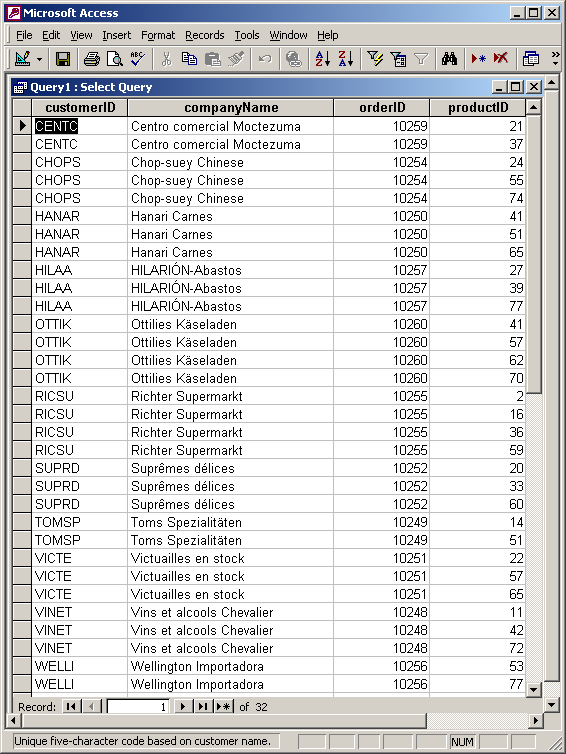 Microsoft Access
File Edit View Insert Format Records Tools Window Help
Query1 : Select Query
customerID companyName orderID productID
CENTC Centro comercial Moctezuma 10259 21
CENTC Centro comercial Moctezuma 10259 37
CHOPS Chop-suey Chinese 10254 24
CHOPS Chop-suey Chinese 10254 55
CHOPS Chop-suey Chinese 10254 74
HANAR Hanari Carnes 10250 41
HANAR Hanari Carnes 10250 51
HANAR Hanari Carnes 10250 65
HILAA HILARIÓN-Abastos 10257 27
HILAA HILARIÓN-Abastos 10257 39
HILAA HILARIÓN-Abastos 10257 77
OTTIK Ottilies Käseladen 10260 41
OTTIK Ottilies Käseladen 10260 57
OTTIK Ottilies Käseladen 10260 62
OTTIK Ottilies Käseladen 10260 70
RICSU Richter Supermarkt 10255 2
RICSU Richter Supermarkt 10255 16
RICSU Richter Supermarkt 10255 36
RICSU Richter Supermarkt 10255 59
SUPRD Suprêmes délices 10252 20
SUPRD Suprêmes délices 10252 33
SUPRD Suprêmes délices 10252 60
TOMSP Toms Spezialitäten 10249 14
TOMSP Toms Spezialitäten 10249 51
VICTE Victuailles en stock 10251 22
VICTE Victuailles en stock 10251 57
VICTE Victuailles en stock 10251 65
VINET Vins et alcools Chevalier 10248 11
VINET Vins et alcools Chevalier 10248 42
VINET Vins et alcools Chevalier 10248 72
WELLI Wellington Importadora 10256 53
WELLI Wellington Importadora 10256 77
Record: 1 of 32
Unique five-character code based on customer name. NUM